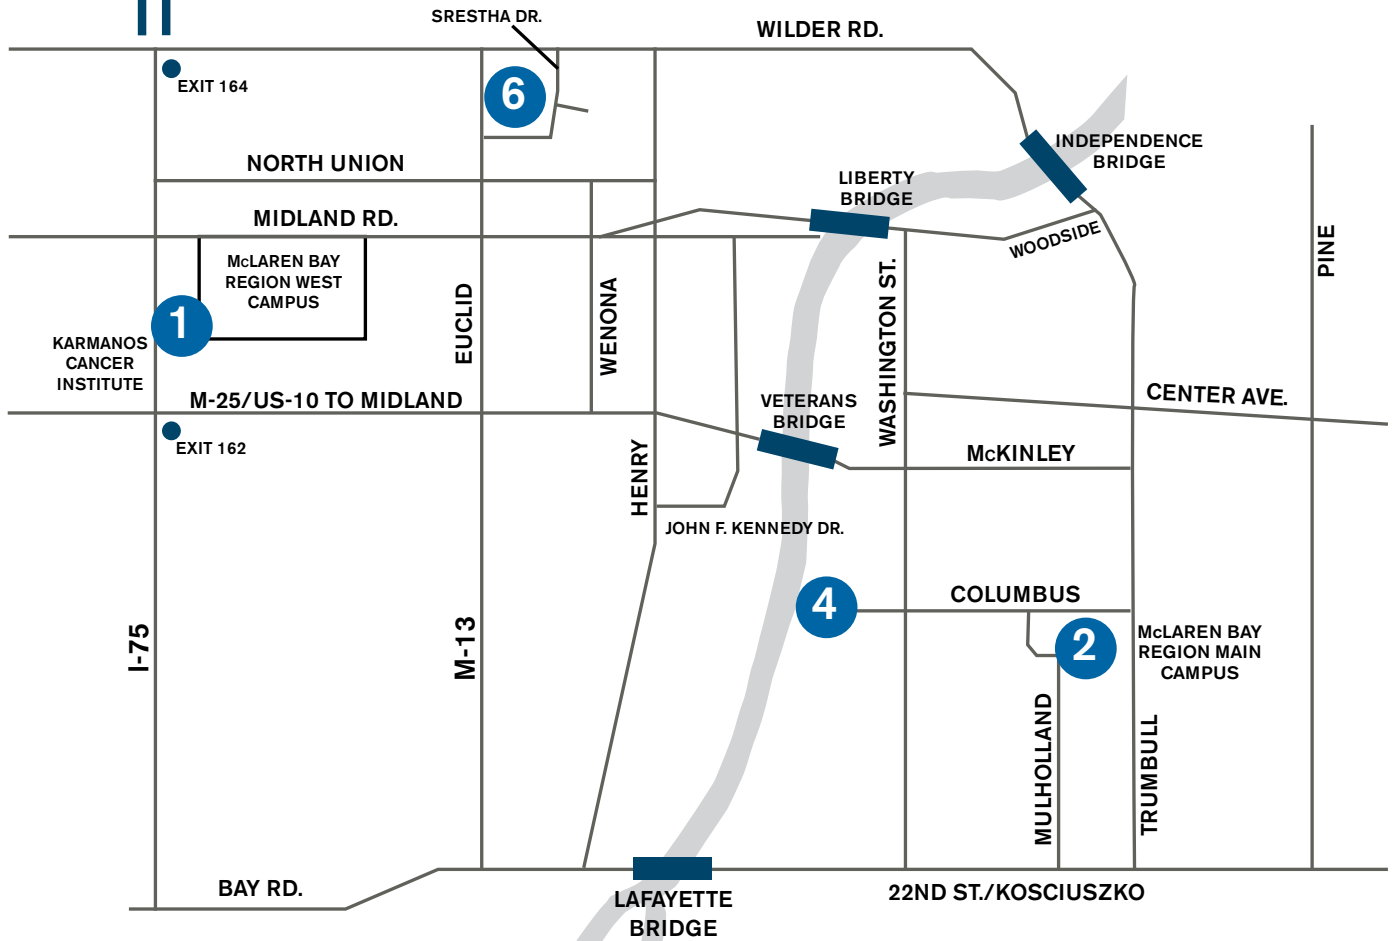 SRESTHA DR.
WILDER RD.
EXIT 164
6
INDEPENDENCE
BRIDGE
NORTH UNION
LIBERTY
BRIDGE
MIDLAND RD.
WOODSIDE
PINE
McLAREN BAY
REGION WEST
CAMPUS
1
EUCLID
WENONA
WASHINGTON ST.
KARMANOS
CANCER
INSTITUTE
M-25/US-10 TO MIDLAND
CENTER AVE.
VETERANS
BRIDGE
EXIT 162
McKINLEY
HENRY
JOHN F. KENNEDY DR.
4
COLUMBUS
I-75
M-13
2
McLAREN BAY
REGION MAIN
CAMPUS
MULHOLLAND
TRUMBULL
BAY RD.
LAFAYETTE
BRIDGE
22ND ST./KOSCIUSZKO